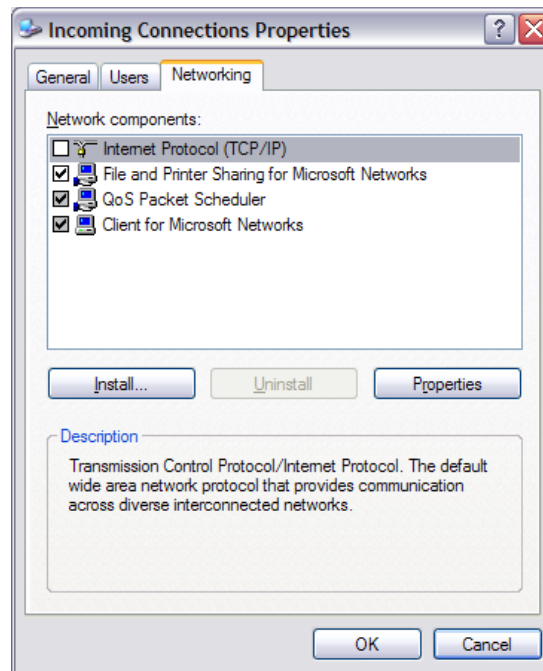 Incoming Connections Properties
General Users Networking
Network components:
Internet Protocol (TCP/IP)
File and Printer Sharing for Microsoft Networks
QoS Packet Scheduler
Client for Microsoft Networks
Install... Uninstall Properties
Description
Transmission Control Protocol/Internet Protocol. The default
wide area network protocol that provides communication
across diverse interconnected networks.
OK Cancel